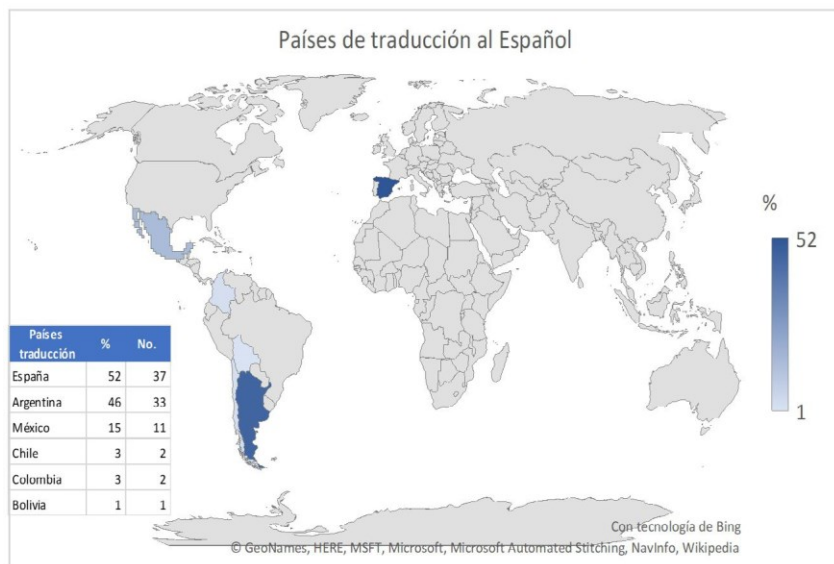 Países de traducción al Español
%
52
1
Países traducción % No.
España 52 37
Argentina 46 33
México 15 11
Chile 3 2
Colombia 3 2
Bolivia 1 1
Con tecnología de Bing
© GeoNames, HERE, MSFT, Microsoft, Microsoft Automated Stitching, NavInfo, Wikipedia